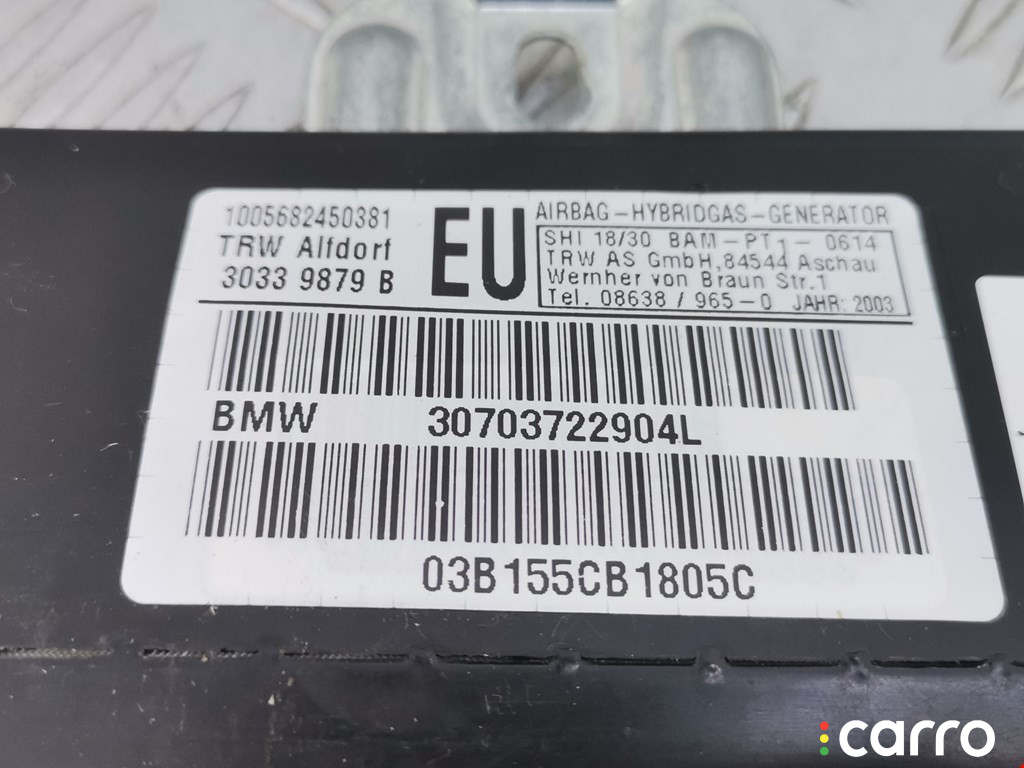 1005682450381
TRW Alfdorf
3033 9879 B
EU
AIRBAG-HYBRIDGAS-GENERATOR
SHI 18/30 BAM-PT1- 0614
TRW AS GmbH,84544 Aschau
Wernher von Braun Str.1
Tel. 08638 / 965-0 JAHR: 2003
BMW 30703722904L
03B155CB1805C
carro